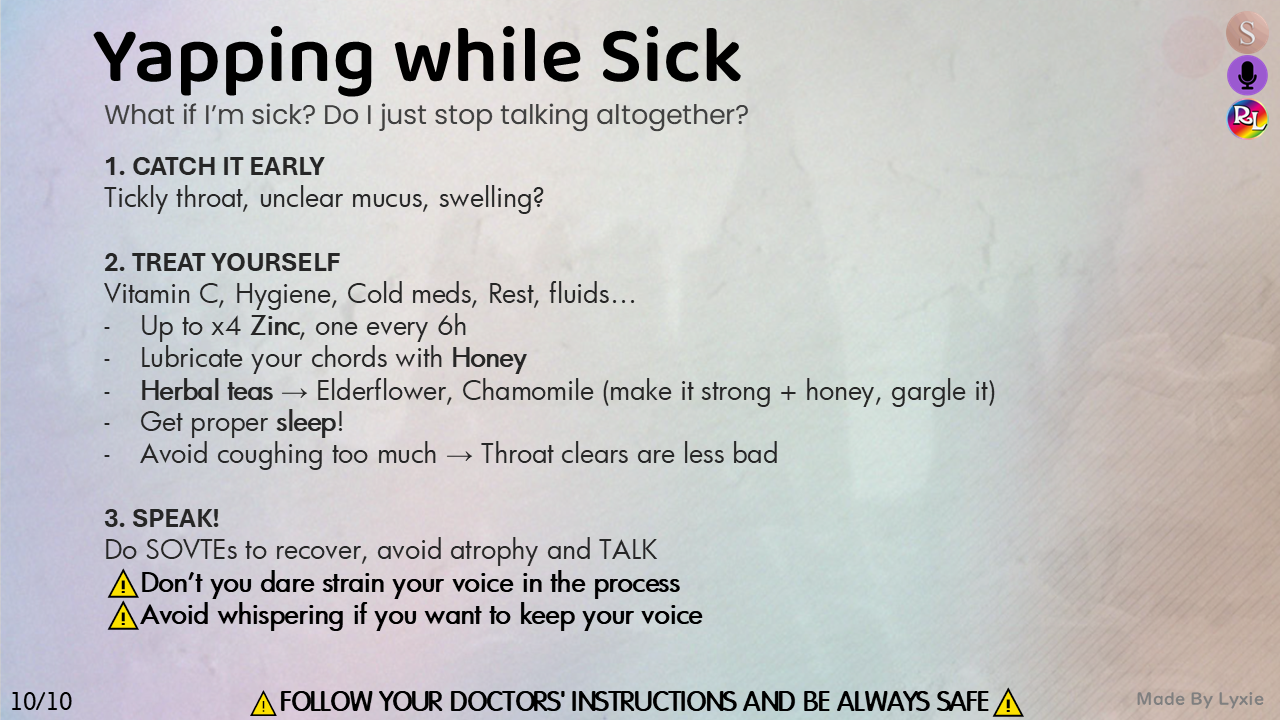 Yapping while Sick
What if I'm sick? Do I just stop talking altogether?
S
RL
1. CATCH IT EARLY
Tickly throat, unclear mucus, swelling?
2. TREAT YOURSELF
Vitamin C, Hygiene, Cold meds, Rest, fluids...
- Up to x4 Zinc, one every 6h
- Lubricate your chords with Honey
- Herbal teas → Elderflower, Chamomile (make it strong + honey, gargle it)
- Get proper sleep!
- Avoid coughing too much → Throat clears are less bad
3. SPEAK!
Do SOVTEs to recover, avoid atrophy and TALK
⚠Don't you dare strain your voice in the process
⚠Avoid whispering if you want to keep your voice
10/10
⚠FOLLOW YOUR DOCTORS' INSTRUCTIONS AND BE ALWAYS SAFE⚠
Made By Lyxie